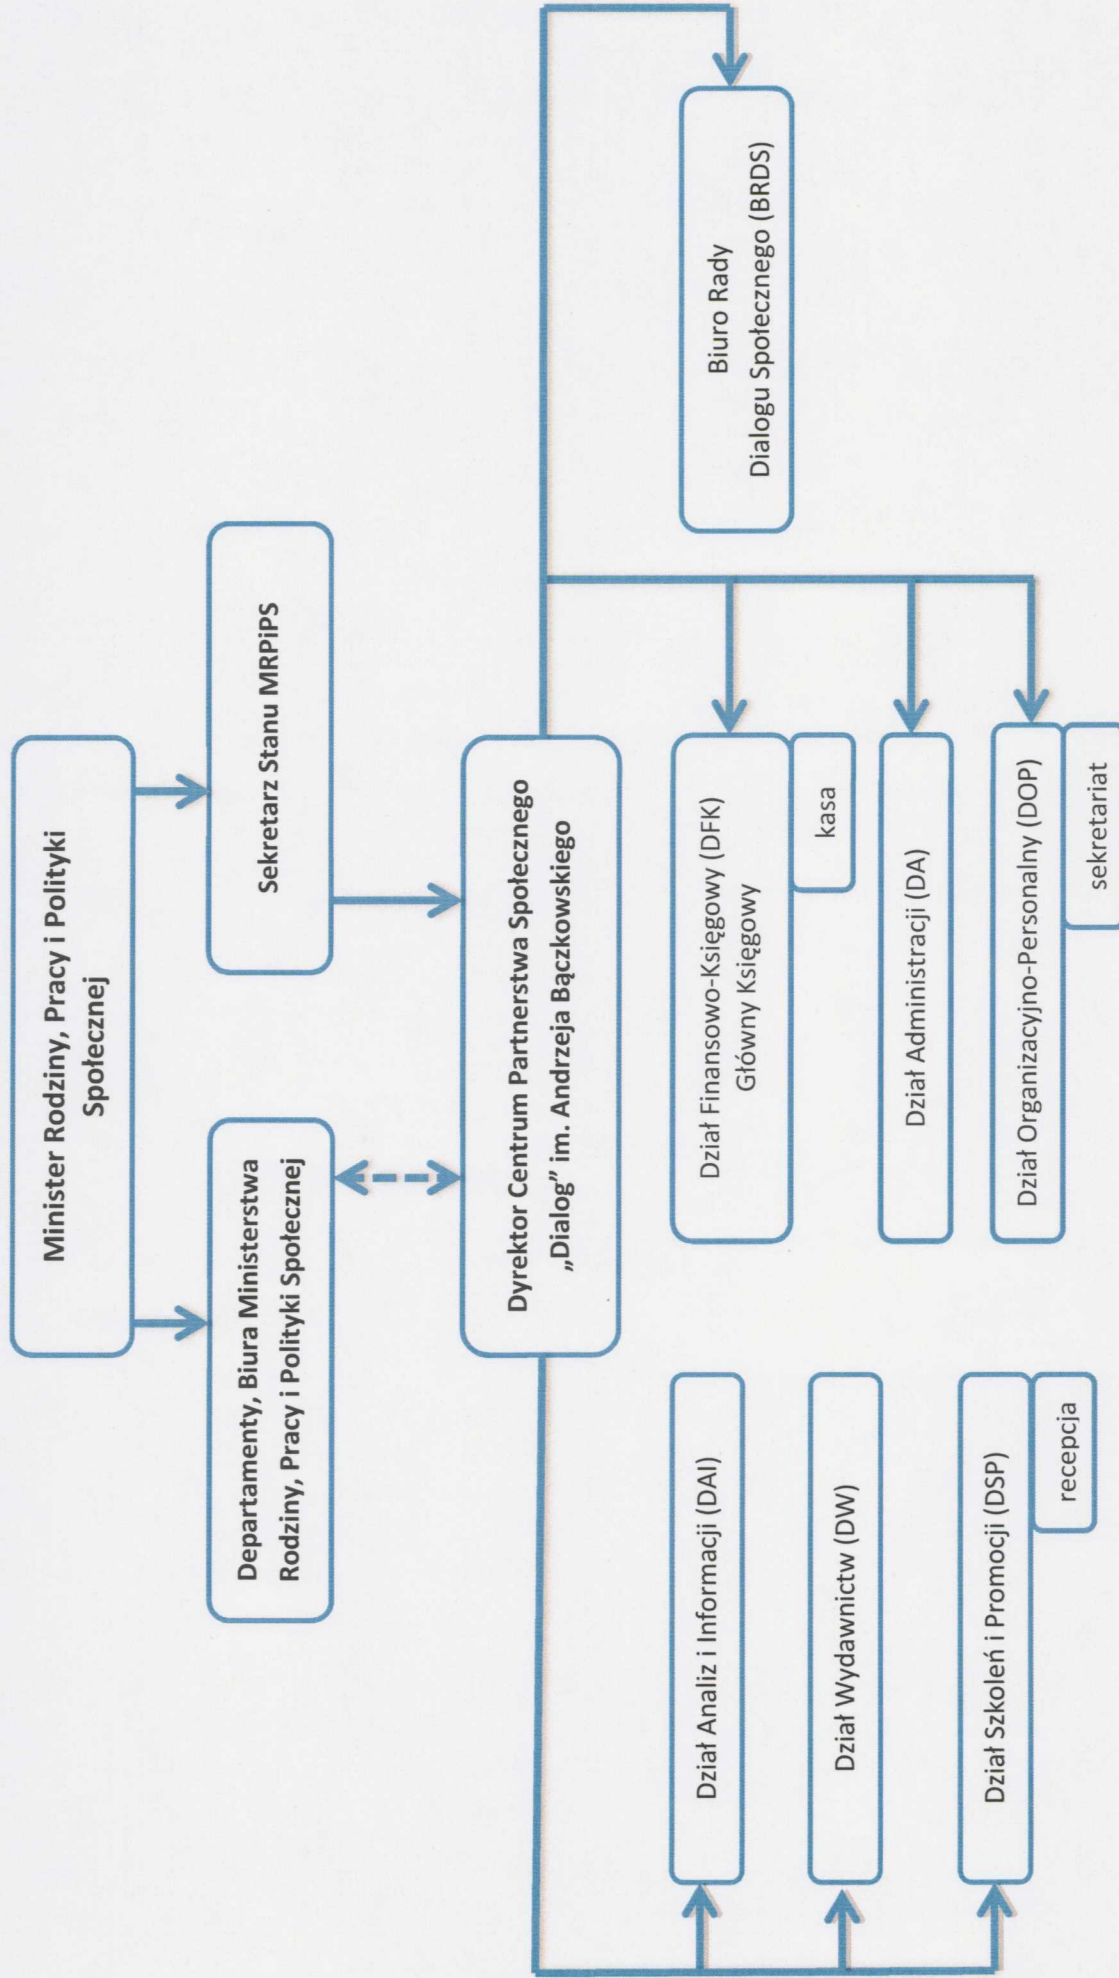 Minister Rodziny, Pracy i Polityki
Społecznej
Departamenty, Biura Ministerstwa
Rodziny, Pracy i Polityki Społecznej
Sekretarz Stanu MRPiPS
Dyrektor Centrum Partnerstwa Społecznego
„Dialog” im. Andrzeja Bączkowskiego
Dział Analiz i Informacji (DAI)
Dział Wydawnictw (DW)
Dział Szkoleń i Promocji (DSP)
recepcja
Dział Finansowo-Księgowy (DFK)
Główny Księgowy
kasa
Dział Administracji (DA)
Dział Organizacyjno-Personalny (DOP)
sekretariat
Biuro Rady
Dialogu Społecznego (BRDS)